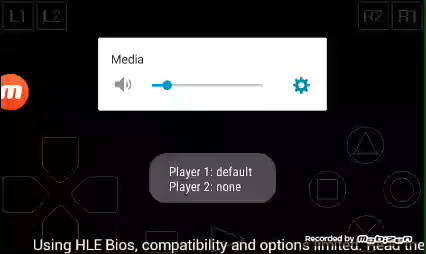 L1 L2 R2 R1
Media
m
Player 1: default
Player 2: none
Recorded by Mobizen
Using HLE Bios, compatibility and options limited. Read the